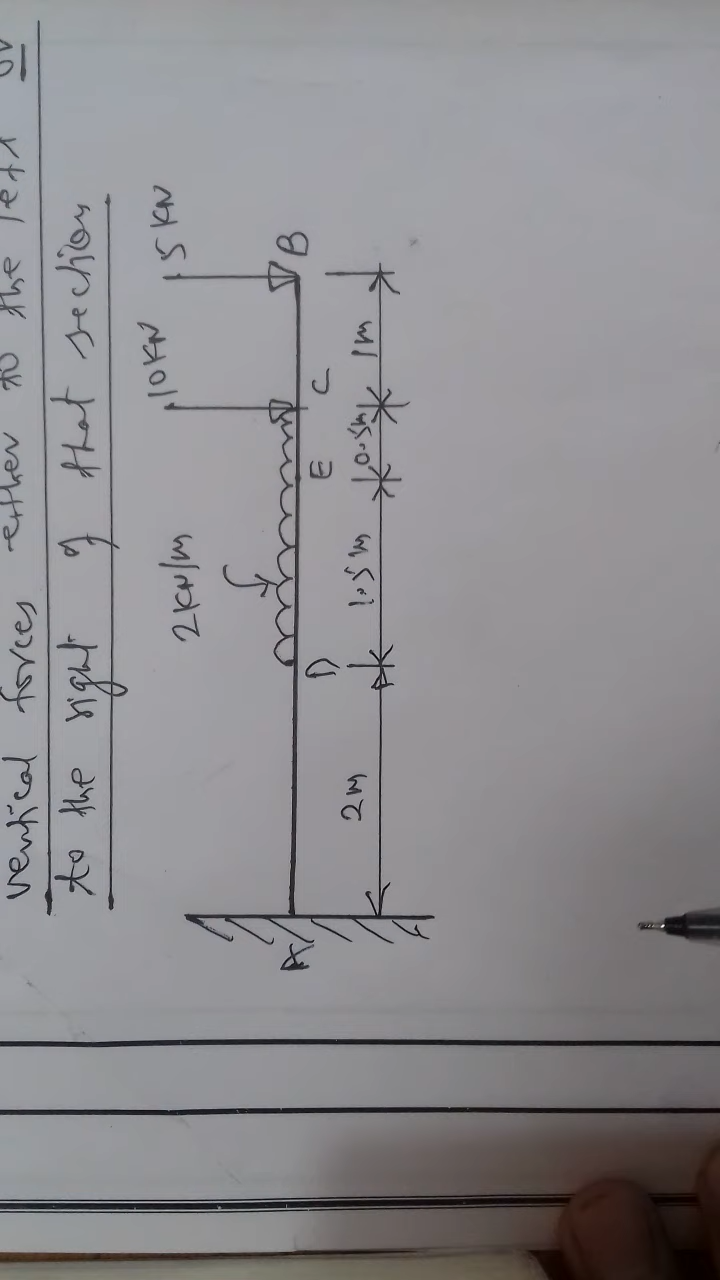 vertical forces either to the left or
to the right of that section
10KN 5KN
2KN/m
A D E C B
2m 1.5m 0.5m 1m